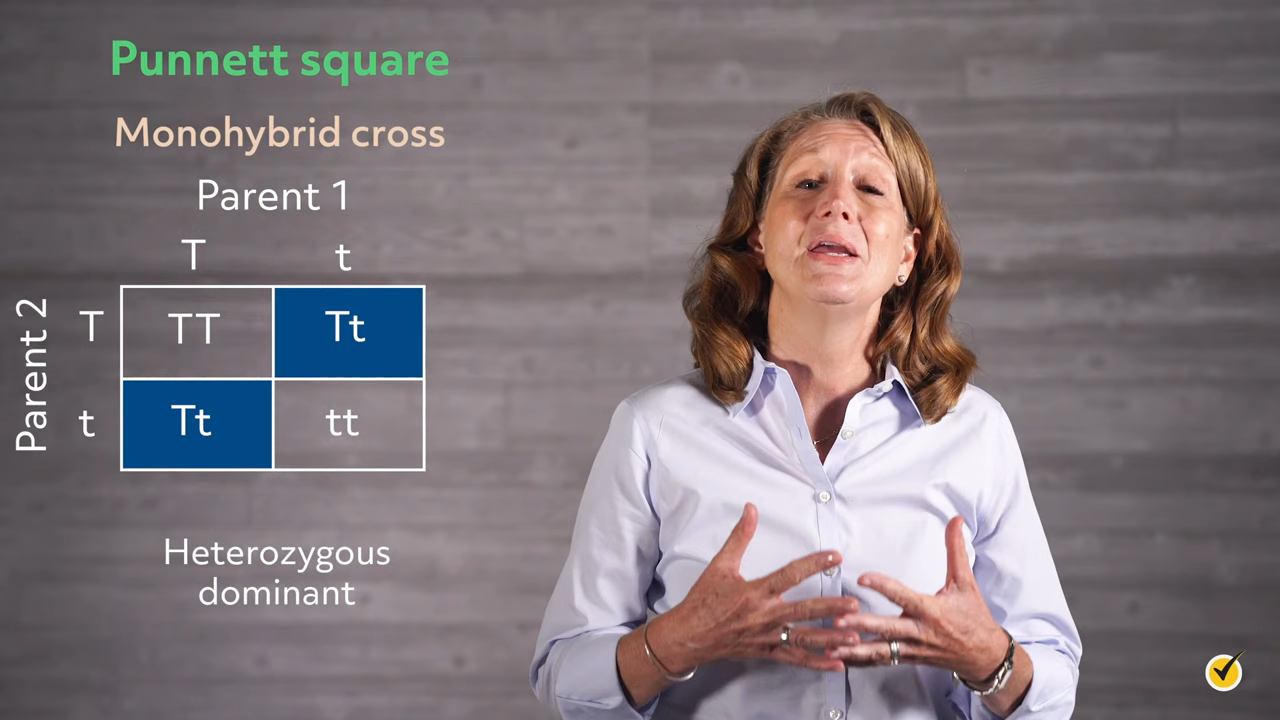 Punnett square
Monohybrid cross
Parent 1
T t
Parent 2
T TT Tt
t Tt tt
Heterozygous
dominant